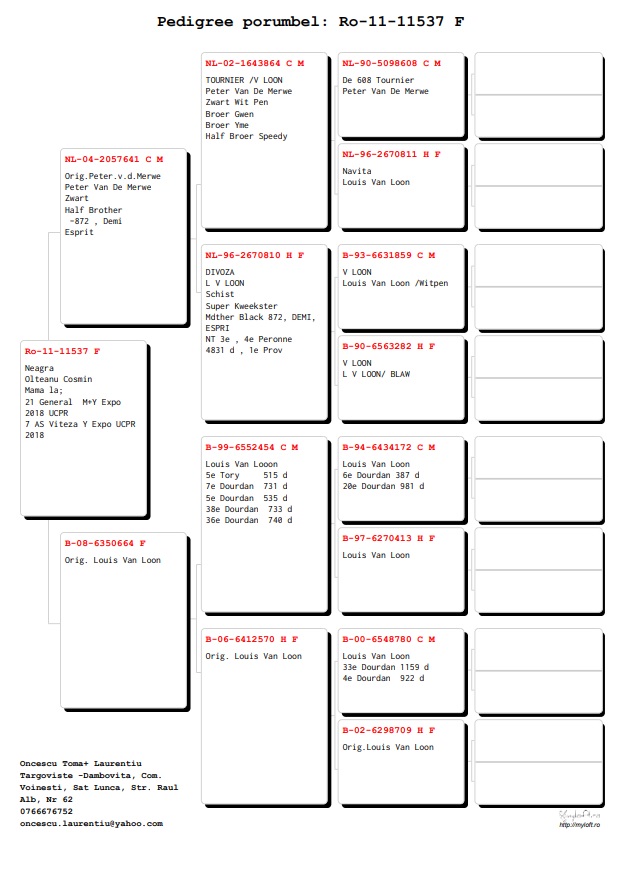 Pedigree porumbel: Ro-11-11537 F
Ro-11-11537 F
Neagra
Olteanu Cosmin
Mama la;
21 General  M+Y Expo
2018 UCPR
7 AS Viteza Y Expo UCPR
2018
NL-04-2057641 C M
Orig.Peter.v.d.Merwe
Peter Van De Merwe
Zwart
Half Brother
-872 , Demi
Esprit
B-08-6350664 F
Orig. Louis Van Loon
NL-02-1643864 C M
TOURNIER /V LOON
Peter Van De Merwe
Zwart Wit Pen
Broer Gwen
Broer Yme
Half Broer Speedy
NL-96-2670810 H F
DIVOZA
L V LOON
Schist
Super Kweekster
Mdther Black 872, DEMI,
ESPRI
NT 3e , 4e Peronne
4831 d , 1e Prov
B-99-6552454 C M
Louis Van Looon
5e Tory     515 d
7e Dourdan  731 d
5e Dourdan  535 d
38e Dourdan  733 d
36e Dourdan  740 d
B-06-6412570 H F
Orig. Louis Van Loon
NL-90-5098608 C M
De 608 Tournier
Peter Van De Merwe
NL-96-2670811 H F
Navita
Louis Van Loon
B-93-6631859 C M
V LOON
Louis Van Loon /Witpen
B-90-6563282 H F
V LOON
L V LOON/ BLAW
B-94-6434172 C M
Louis Van Loon
6e Dourdan 387 d
20e Dourdan 981 d
B-97-6270413 H F
Louis Van Loon
B-00-6548780 C M
Louis Van Loon
33e Dourdan 1159 d
4e Dourdan  922 d
B-02-6298709 H F
Orig.Louis Van Loon
Oncescu Toma+ Laurentiu
Targoviste -Dambovita, Com.
Voinesti, Sat Lunca, Str. Raul
Alb, Nr 62
0766676752
oncescu.laurentiu@yahoo.com
http://myloft.ro